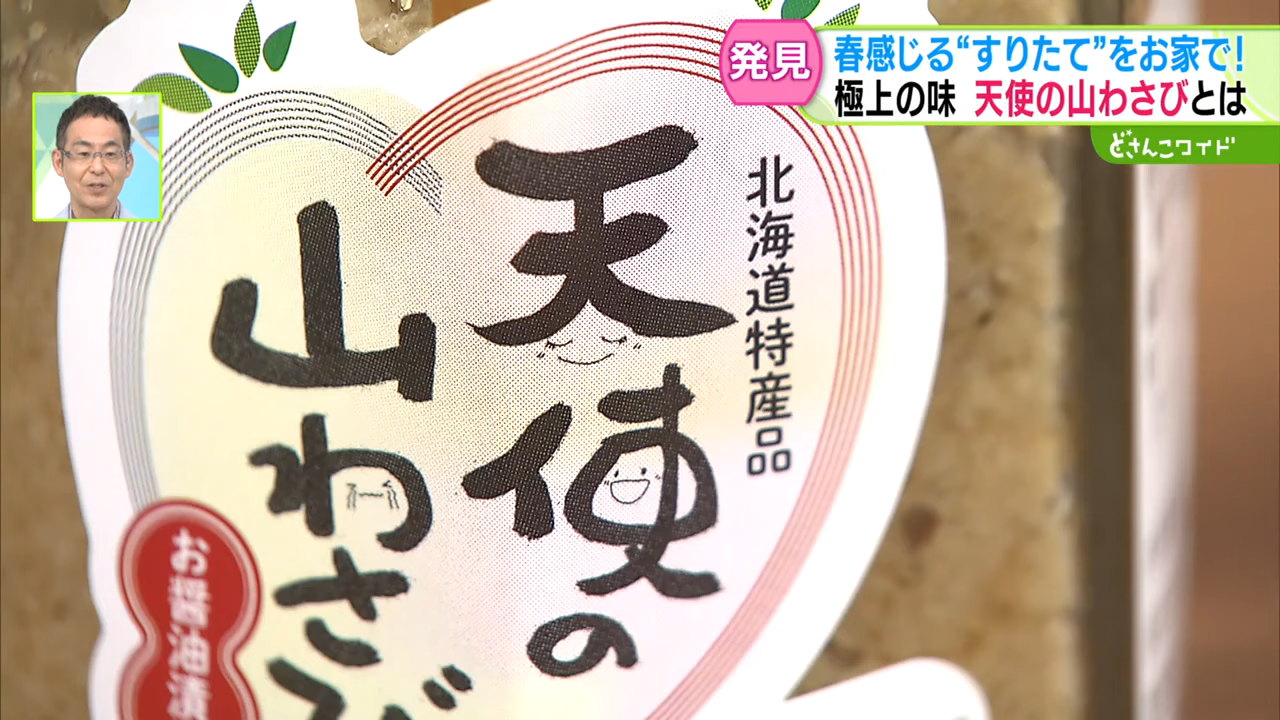 発見
春感じる“すりたて”をお家で!
極上の味 天使の山わさびとは
どさんこワイド
北海道特産品
天使の
山わさび
お醤油漬